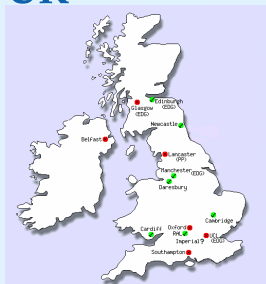 UK
Edinburgh
(EDG)
Glasgow
(EDG)
Newcastle
Belfast
Lancaster
(PP)
Manchester
(EDG)
Daresbury
Cambridge
Cardiff
Oxford
RAL
UCL
(EDG)
Imperial?
Southampton